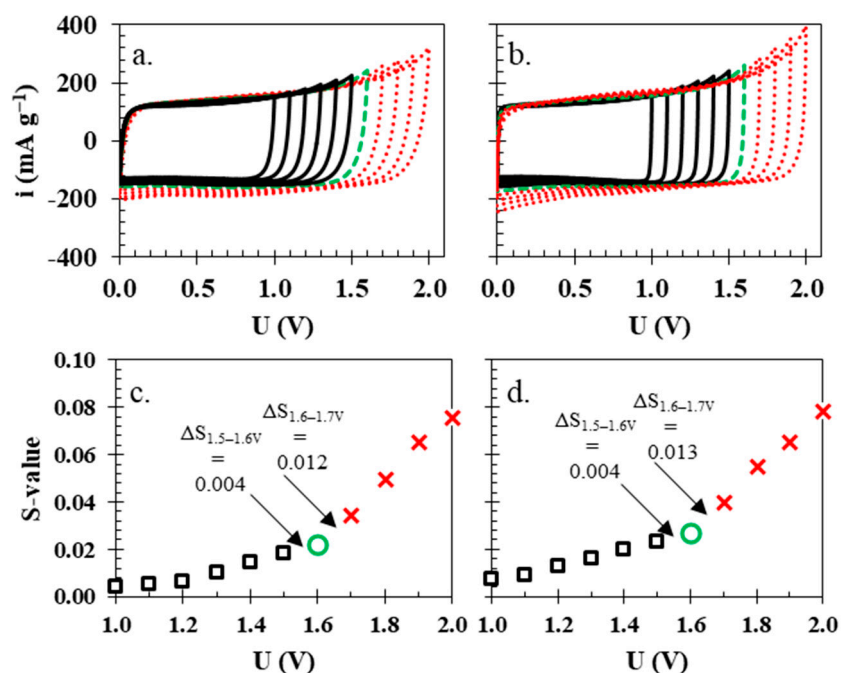 400
a.
200
0
-200
-400
i (mA g⁻¹)
0.0 0.5 1.0 1.5 2.0
U (V)
b.
0.0 0.5 1.0 1.5 2.0
U (V)
0.10
c.
0.08
0.06
0.04
0.02
0.00
S-value
ΔS1.5–1.6V
=
0.004
ΔS1.6–1.7V
=
0.012
1.0 1.2 1.4 1.6 1.8 2.0
U (V)
d.
ΔS1.5–1.6V
=
0.004
ΔS1.6–1.7V
=
0.013
1.0 1.2 1.4 1.6 1.8 2.0
U (V)